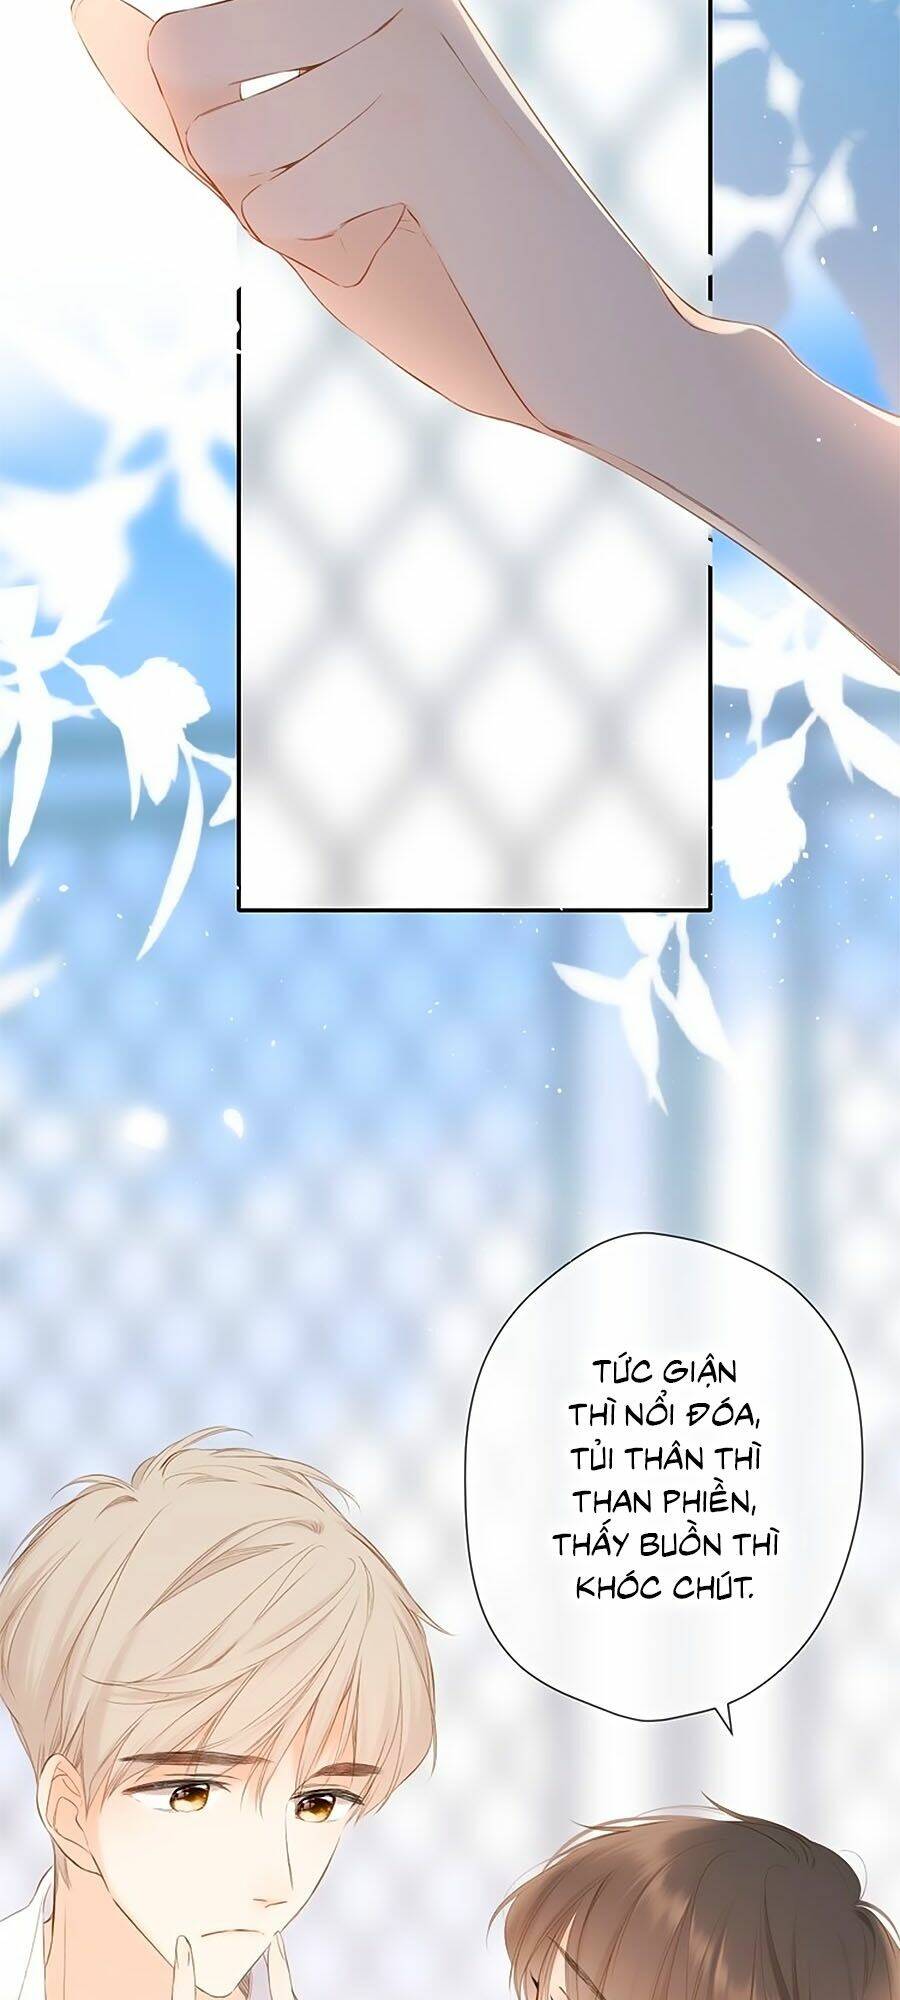 TỨC GIẬN
THÌ NỔI ĐÓA,
TỦI THÂN THÌ
THAN PHIỀN,
THẤY BUỒN THÌ
KHÓC CHÚT.